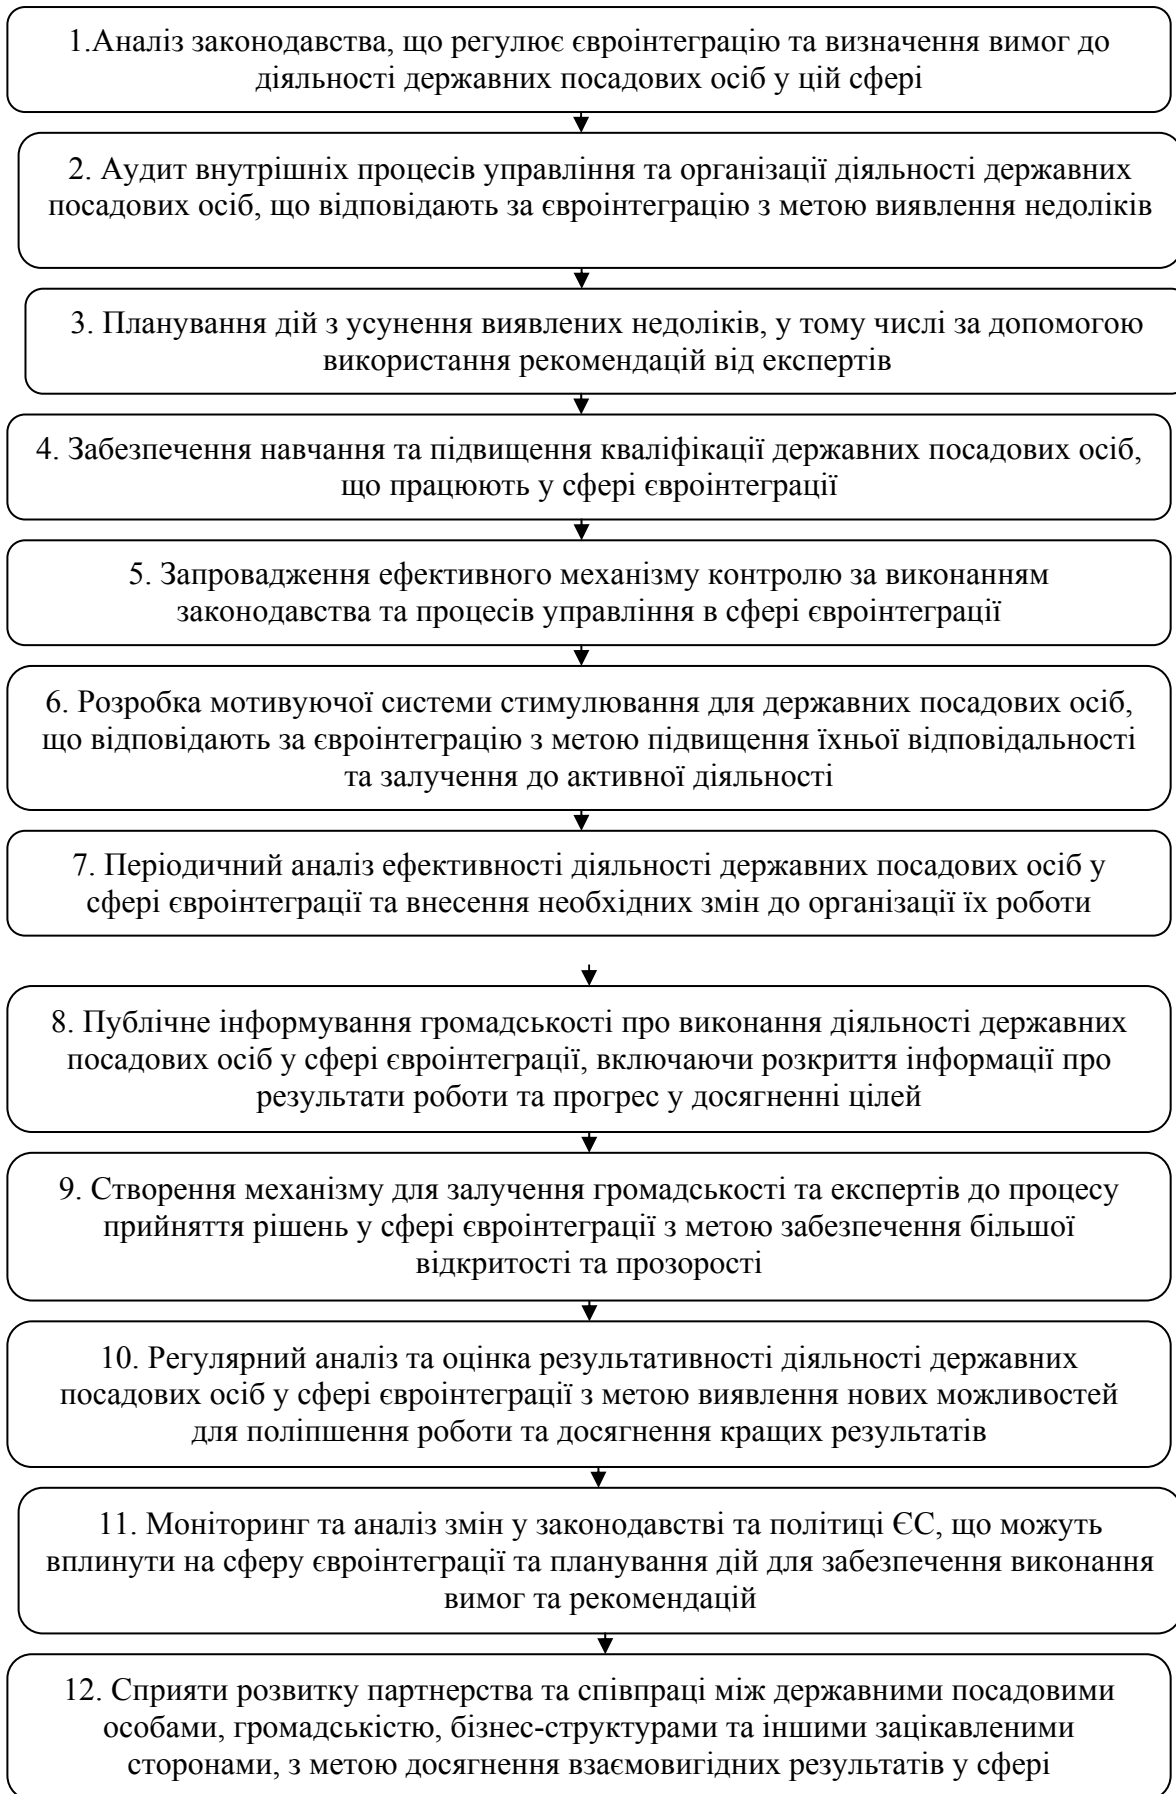 1.Аналіз законодавства, що регулює євроінтеграцію та визначення вимог до
діяльності державних посадових осіб у цій сфері
2. Аудит внутрішніх процесів управління та організації діяльності державних
посадових осіб, що відповідають за євроінтеграцію з метою виявлення недоліків
3. Планування дій з усунення виявлених недоліків, у тому числі за допомогою
використання рекомендацій від експертів
4. Забезпечення навчання та підвищення кваліфікації державних посадових осіб,
що працюють у сфері євроінтеграції
5. Запровадження ефективного механізму контролю за виконанням
законодавства та процесів управління в сфері євроінтеграції
6. Розробка мотивуючої системи стимулювання для державних посадових осіб,
що відповідають за євроінтеграцію з метою підвищення їхньої відповідальності
та залучення до активної діяльності
7. Періодичний аналіз ефективності діяльності державних посадових осіб у
сфері євроінтеграції та внесення необхідних змін до організації їх роботи
8. Публічне інформування громадськості про виконання діяльності державних
посадових осіб у сфері євроінтеграції, включаючи розкриття інформації про
результати роботи та прогрес у досягненні цілей
9. Створення механізму для залучення громадськості та експертів до процесу
прийняття рішень у сфері євроінтеграції з метою забезпечення більшої
відкритості та прозорості
10. Регулярний аналіз та оцінка результативності діяльності державних
посадових осіб у сфері євроінтеграції з метою виявлення нових можливостей
для поліпшення роботи та досягнення кращих результатів
11. Моніторинг та аналіз змін у законодавстві та політиці ЄС, що можуть
вплинути на сферу євроінтеграції та планування дій для забезпечення виконання
вимог та рекомендацій
12. Сприяти розвитку партнерства та співпраці між державними посадовими
особами, громадськістю, бізнес-структурами та іншими зацікавленими
сторонами, з метою досягнення взаємовигідних результатів у сфері